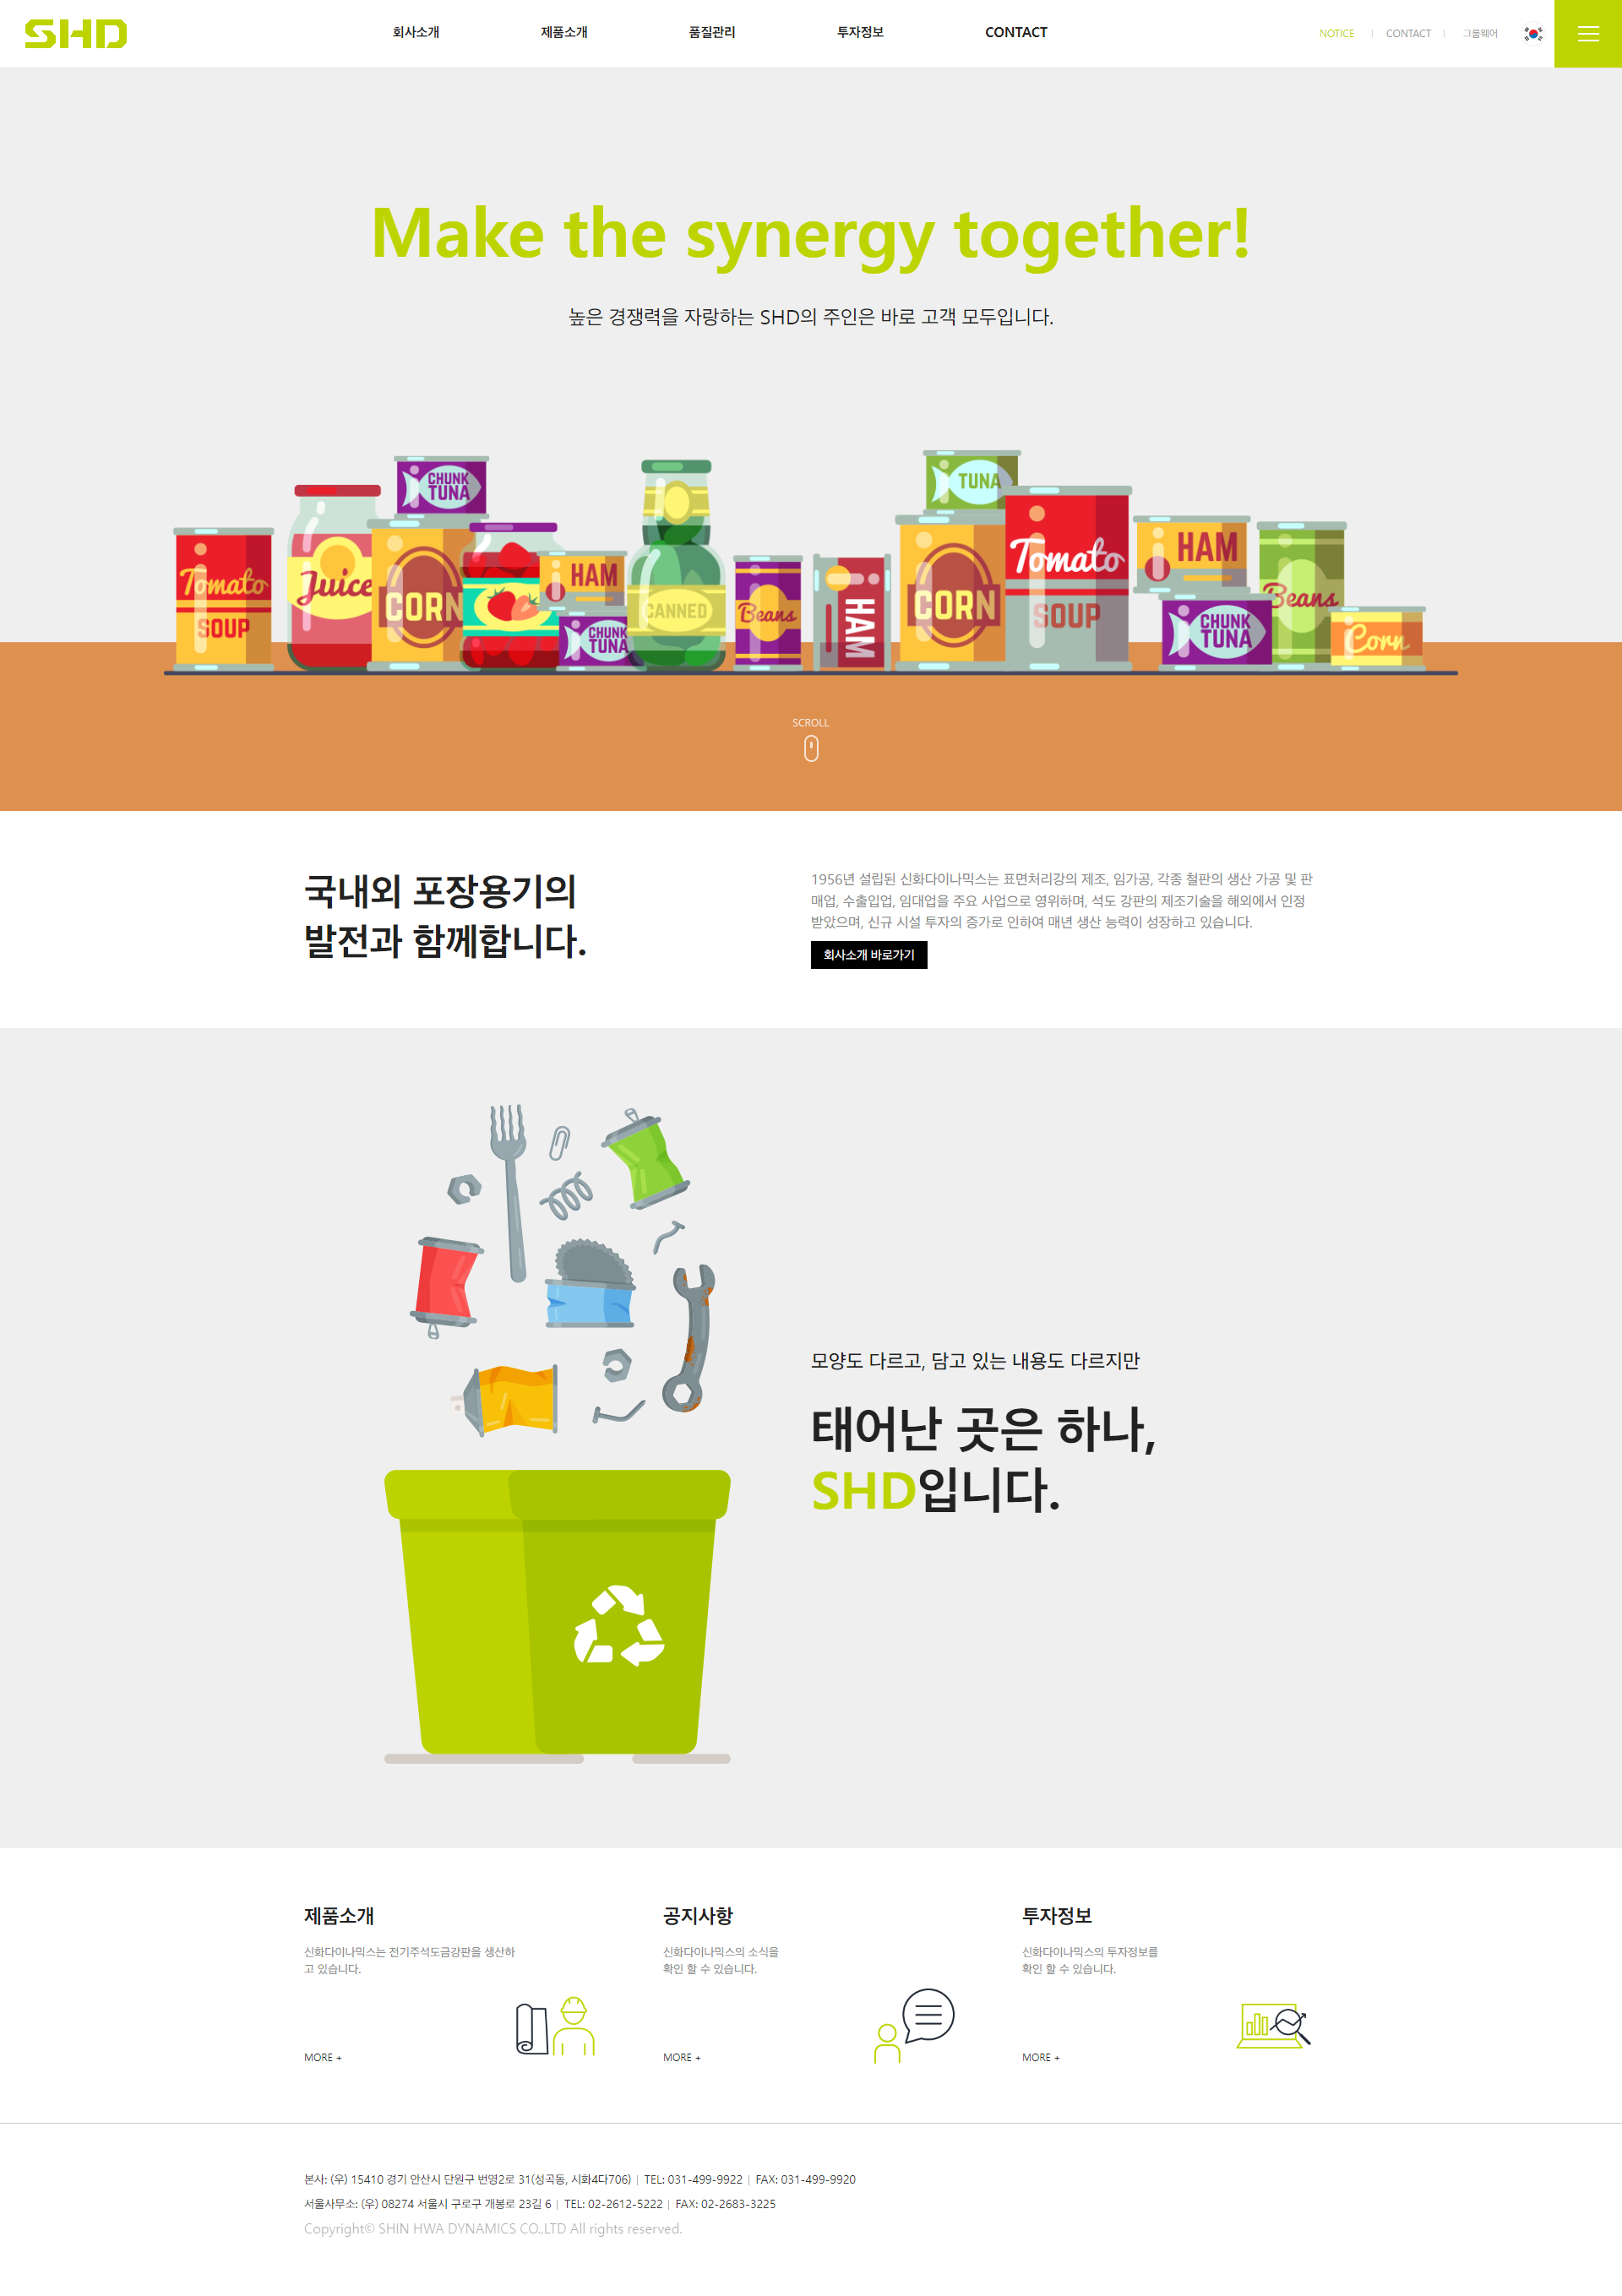 SHD
회사소개
제품소개
품질관리
투자정보
CONTACT
NOTICE
CONTACT
그룹웨어
Make the synergy together!
높은 경쟁력을 자랑하는 SHD의 주인은 바로 고객 모두입니다.
Tomato
SOUP
Juice
CHUNK
TUNA
CORN
HAM
CHUNK
TUNA
CANNED
Beans
HAM
TUNA
CORN
Tomato
SOUP
HAM
CHUNK
TUNA
Beans
Corn
SCROLL
국내외 포장용기의
발전과 함께합니다.
1956년 설립된 신화다이나믹스는 표면처리강의 제조, 임가공, 각종 철판의 생산 가공 및 판
매업, 수출입업, 임대업을 주요 사업으로 영위하며, 석도 강판의 제조기술을 해외에서 인정
받았으며, 신규 시설 투자의 증가로 인하여 매년 생산 능력이 성장하고 있습니다.
회사소개 바로가기
모양도 다르고, 담고 있는 내용도 다르지만
태어난 곳은 하나,
SHD입니다.
제품소개
신화다이나믹스는 전기주석도금강판을 생산하
고 있습니다.
MORE +
공지사항
신화다이나믹스의 소식을
확인 할 수 있습니다.
MORE +
투자정보
신화다이나믹스의 투자정보를
확인 할 수 있습니다.
MORE +
본사: (우) 15410 경기 안산시 단원구 번영2로 31(성곡동, 시화4다706) | TEL: 031-499-9922 | FAX: 031-499-9920
서울사무소: (우) 08274 서울시 구로구 개봉로 23길 6 | TEL: 02-2612-5222 | FAX: 02-2683-3225
Copyright© SHIN HWA DYNAMICS CO.,LTD All rights reserved.